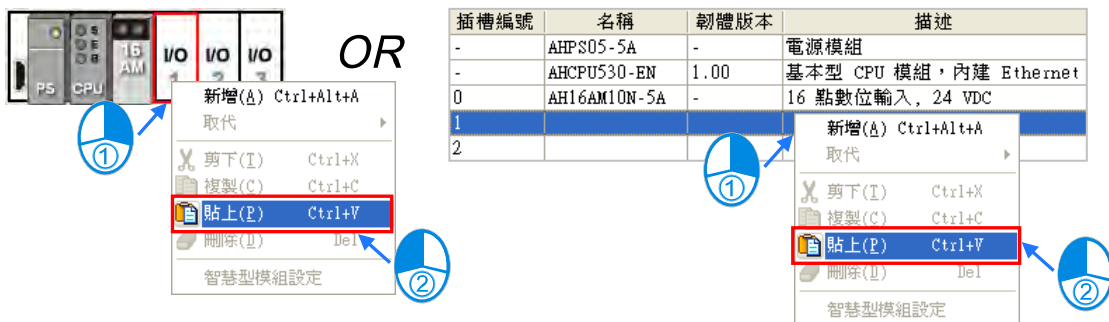 PS
CPU
16
AM
I/O
1
I/O
2
I/O
3
OR
新增(A) Ctrl+Alt+A
取代
剪下(T) Ctrl+X
複製(C) Ctrl+C
貼上(P) Ctrl+V
刪除(D) Del
智慧型模組設定
①
②
插槽編號 名稱 韌體版本 描述
- AHPS05-5A - 電源模組
- AHCPU530-EN 1.00 基本型 CPU 模組，內建 Ethernet
0 AH16AM10N-5A - 16 點數位輸入, 24 VDC
1
2
新增(A) Ctrl+Alt+A
取代
剪下(T) Ctrl+X
複製(C) Ctrl+C
貼上(P) Ctrl+V
刪除(D) Del
智慧型模組設定
①
②